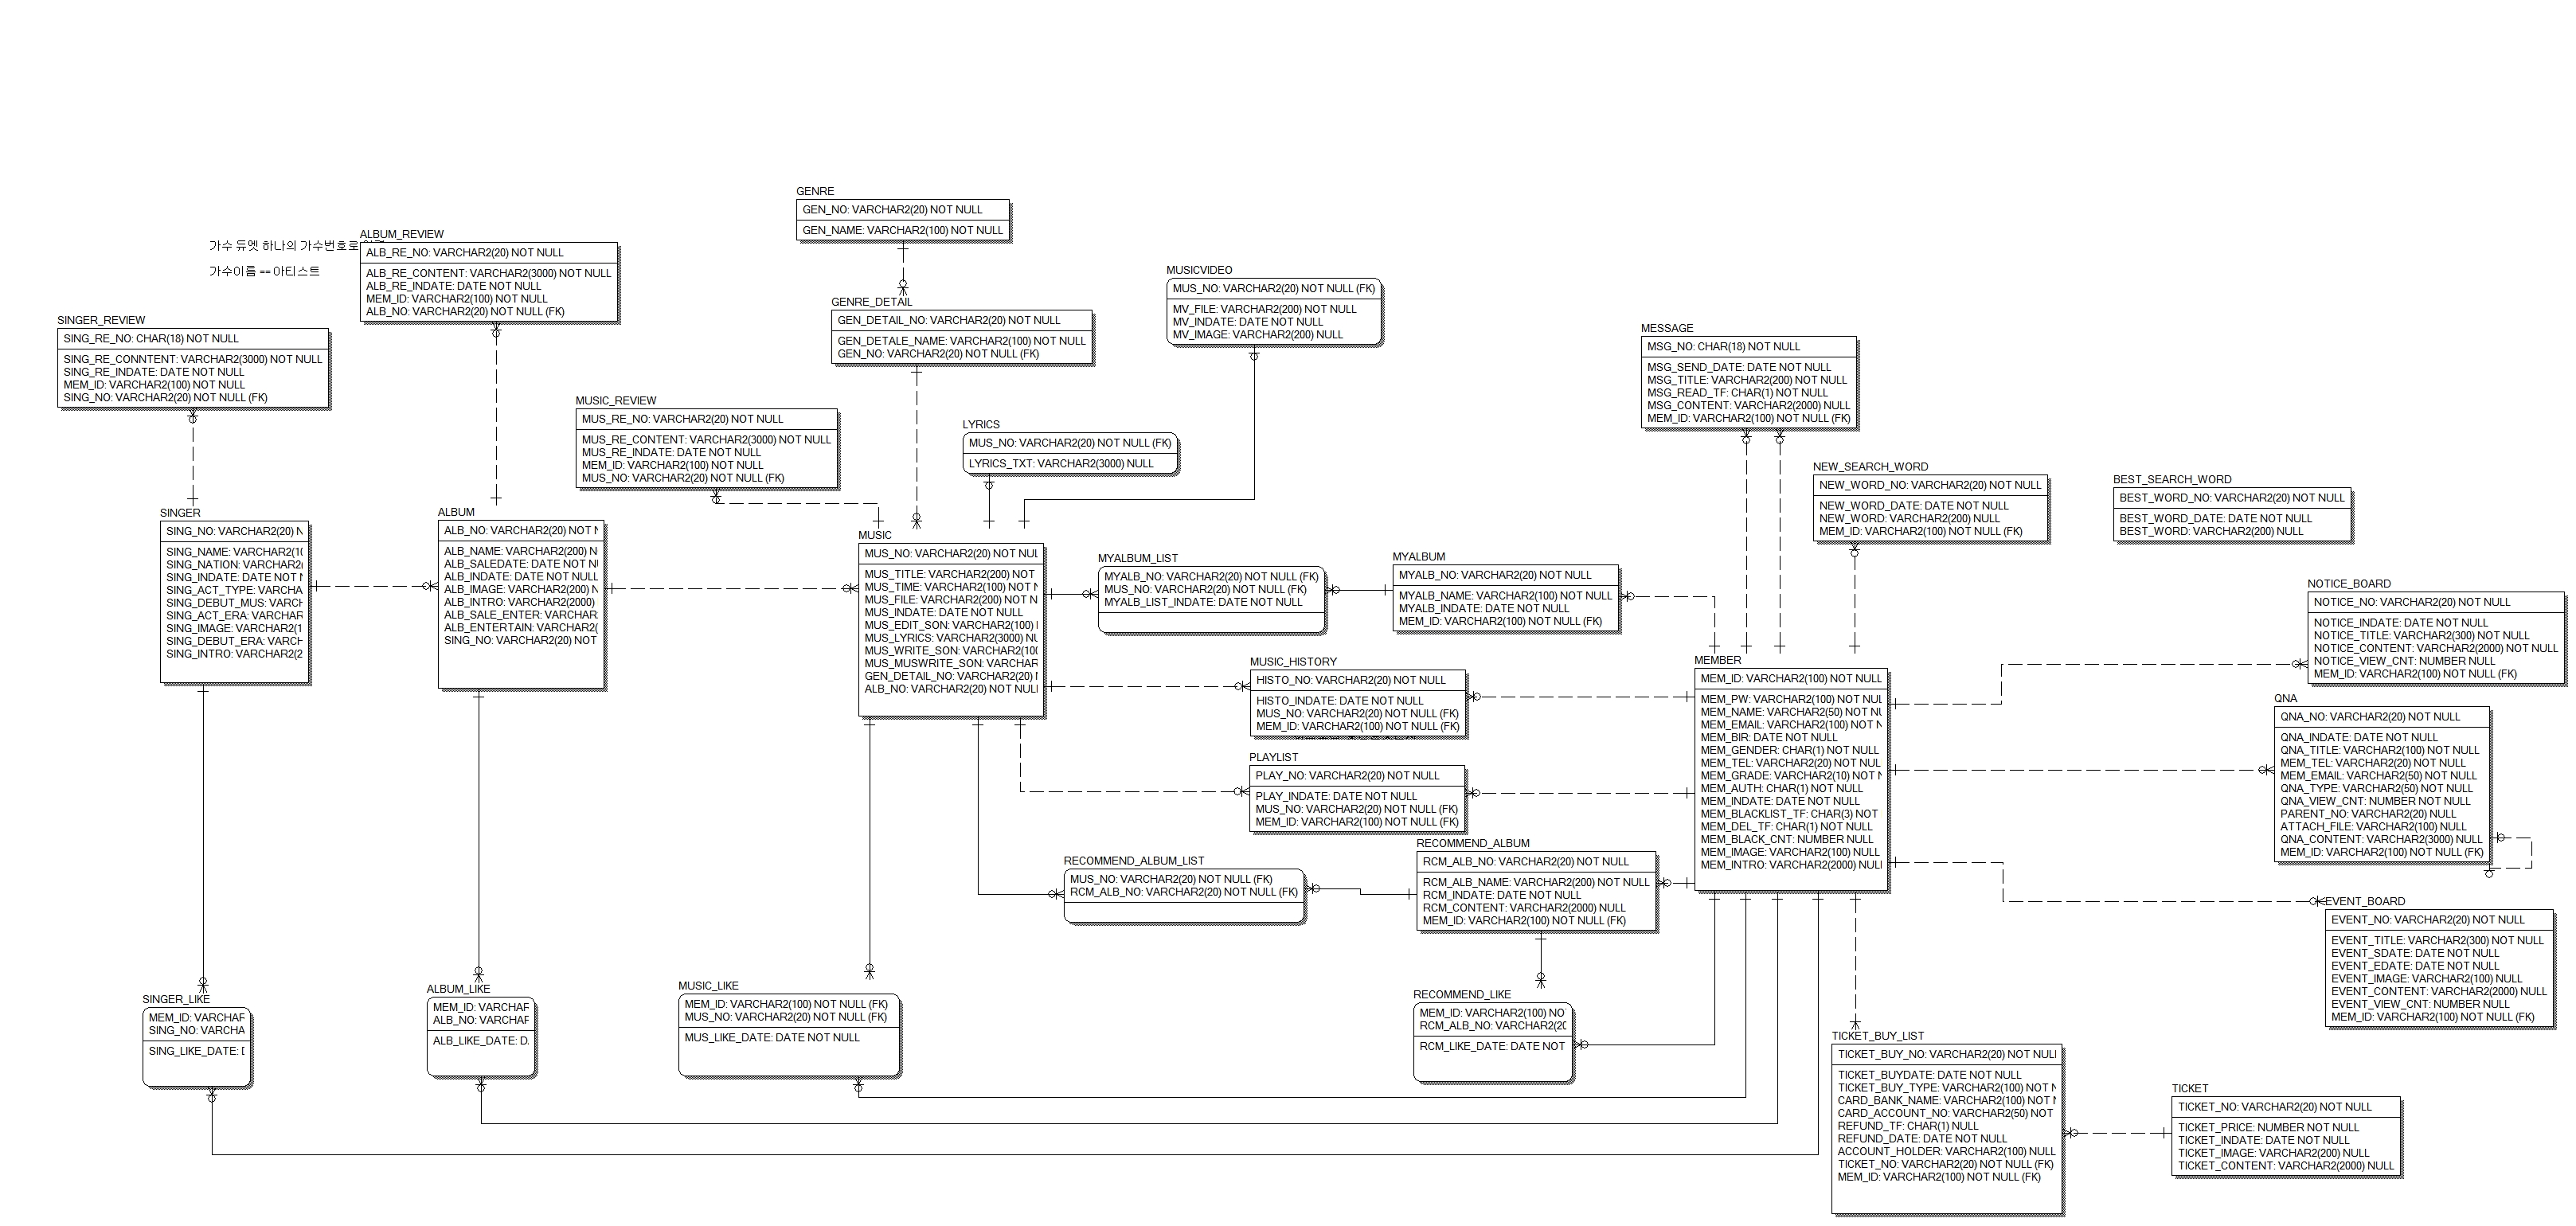 GENRE
GEN_NO: VARCHAR2(20) NOT NULL
GEN_NAME: VARCHAR2(100) NOT NULL
가수 듀엣 하나의 가수번호로
가수이름 == 아티스트
ALBUM_REVIEW
ALB_RE_NO: VARCHAR2(20) NOT NULL
ALB_RE_CONTENT: VARCHAR2(3000) NOT NULL
ALB_RE_INDATE: DATE NOT NULL
MEM_ID: VARCHAR2(100) NOT NULL
ALB_NO: VARCHAR2(20) NOT NULL (FK)
MUSICVIDEO
MUS_NO: VARCHAR2(20) NOT NULL (FK)
MV_FILE: VARCHAR2(200) NOT NULL
MV_INDATE: DATE NOT NULL
MV_IMAGE: VARCHAR2(200) NULL
GENRE_DETAIL
GEN_DETAIL_NO: VARCHAR2(20) NOT NULL
GEN_DETALE_NAME: VARCHAR2(100) NOT NULL
GEN_NO: VARCHAR2(20) NOT NULL (FK)
SINGER_REVIEW
SING_RE_NO: CHAR(18) NOT NULL
SING_RE_CONNTENT: VARCHAR2(3000) NOT NULL
SING_RE_INDATE: DATE NOT NULL
MEM_ID: VARCHAR2(100) NOT NULL
SING_NO: VARCHAR2(20) NOT NULL (FK)
MESSAGE
MSG_NO: CHAR(18) NOT NULL
MSG_SEND_DATE: DATE NOT NULL
MSG_TITLE: VARCHAR2(200) NOT NULL
MSG_READ_TF: CHAR(1) NOT NULL
MSG_CONTENT: VARCHAR2(2000) NULL
MEM_ID: VARCHAR2(100) NOT NULL (FK)
MUSIC_REVIEW
MUS_RE_NO: VARCHAR2(20) NOT NULL
MUS_RE_CONTENT: VARCHAR2(3000) NOT NULL
MUS_RE_INDATE: DATE NOT NULL
MEM_ID: VARCHAR2(100) NOT NULL
MUS_NO: VARCHAR2(20) NOT NULL (FK)
LYRICS
MUS_NO: VARCHAR2(20) NOT NULL (FK)
LYRICS_TXT: VARCHAR2(3000) NULL
NEW_SEARCH_WORD
NEW_WORD_NO: VARCHAR2(20) NOT NULL
NEW_WORD_DATE: DATE NOT NULL
NEW_WORD: VARCHAR2(200) NULL
MEM_ID: VARCHAR2(100) NOT NULL (FK)
BEST_SEARCH_WORD
BEST_WORD_NO: VARCHAR2(20) NOT NULL
BEST_WORD_DATE: DATE NOT NULL
BEST_WORD: VARCHAR2(200) NULL
SINGER
SING_NO: VARCHAR2(20) N
SING_NAME: VARCHAR2(10
SING_NATION: VARCHAR2(
SING_INDATE: DATE NOT N
SING_ACT_TYPE: VARCHA
SING_DEBUT_MUS: VARCH
SING_ACT_ERA: VARCHAR
SING_IMAGE: VARCHAR2(1
SING_DEBUT_ERA: VARCH
SING_INTRO: VARCHAR2(2
ALBUM
ALB_NO: VARCHAR2(20) NOT N
ALB_NAME: VARCHAR2(200) N
ALB_SALEDATE: DATE NOT NU
ALB_INDATE: DATE NOT NULL
ALB_IMAGE: VARCHAR2(200) N
ALB_INTRO: VARCHAR2(2000)
ALB_SALE_ENTER: VARCHAR
ALB_ENTERTAIN: VARCHAR2(
SING_NO: VARCHAR2(20) NOT
MUSIC
MUS_NO: VARCHAR2(20) NOT NUL
MUS_TITLE: VARCHAR2(200) NOT
MUS_TIME: VARCHAR2(100) NOT N
MUS_FILE: VARCHAR2(200) NOT N
MUS_INDATE: DATE NOT NULL
MUS_EDIT_SON: VARCHAR2(100)
MUS_LYRICS: VARCHAR2(3000) NU
MUS_WRITE_SON: VARCHAR2(100
MUS_MUSWRITE_SON: VARCHAR
GEN_DETAIL_NO: VARCHAR2(20)
ALB_NO: VARCHAR2(20) NOT NULL
MYALBUM_LIST
MYALB_NO: VARCHAR2(20) NOT NULL (FK)
MUS_NO: VARCHAR2(20) NOT NULL (FK)
MYALB_LIST_INDATE: DATE NOT NULL
MYALBUM
MYALB_NO: VARCHAR2(20) NOT NULL
MYALB_NAME: VARCHAR2(100) NOT NULL
MYALB_INDATE: DATE NOT NULL
MEM_ID: VARCHAR2(100) NOT NULL (FK)
MUSIC_HISTORY
HISTO_NO: VARCHAR2(20) NOT NULL
HISTO_INDATE: DATE NOT NULL
MUS_NO: VARCHAR2(20) NOT NULL (FK)
MEM_ID: VARCHAR2(100) NOT NULL (FK)
PLAYLIST
PLAY_NO: VARCHAR2(20) NOT NULL
PLAY_INDATE: DATE NOT NULL
MUS_NO: VARCHAR2(20) NOT NULL (FK)
MEM_ID: VARCHAR2(100) NOT NULL (FK)
MEMBER
MEM_ID: VARCHAR2(100) NOT NULL
MEM_PW: VARCHAR2(100) NOT NUL
MEM_NAME: VARCHAR2(50) NOT NU
MEM_EMAIL: VARCHAR2(100) NOT N
MEM_BIR: DATE NOT NULL
MEM_GENDER: CHAR(1) NOT NULL
MEM_TEL: VARCHAR2(20) NOT NUL
MEM_GRADE: VARCHAR2(10) NOT N
MEM_AUTH: CHAR(1) NOT NULL
MEM_INDATE: DATE NOT NULL
MEM_BLACKLIST_TF: CHAR(3) NOT
MEM_DEL_TF: CHAR(1) NOT NULL
MEM_BLACK_CNT: NUMBER NULL
MEM_IMAGE: VARCHAR2(100) NULL
MEM_INTRO: VARCHAR2(2000) NULL
NOTICE_BOARD
NOTICE_NO: VARCHAR2(20) NOT NULL
NOTICE_INDATE: DATE NOT NULL
NOTICE_TITLE: VARCHAR2(300) NOT NULL
NOTICE_CONTENT: VARCHAR2(2000) NOT NULL
NOTICE_VIEW_CNT: NUMBER NULL
MEM_ID: VARCHAR2(100) NOT NULL (FK)
QNA
QNA_NO: VARCHAR2(20) NOT NULL
QNA_INDATE: DATE NOT NULL
QNA_TITLE: VARCHAR2(100) NOT NULL
MEM_TEL: VARCHAR2(20) NOT NULL
MEM_EMAIL: VARCHAR2(50) NOT NULL
QNA_TYPE: VARCHAR2(50) NOT NULL
QNA_VIEW_CNT: NUMBER NOT NULL
PARENT_NO: VARCHAR2(20) NULL
ATTACH_FILE: VARCHAR2(100) NULL
QNA_CONTENT: VARCHAR2(3000) NULL
MEM_ID: VARCHAR2(100) NOT NULL (FK)
RECOMMEND_ALBUM_LIST
MUS_NO: VARCHAR2(20) NOT NULL (FK)
RCM_ALB_NO: VARCHAR2(20) NOT NULL (FK)
RECOMMEND_ALBUM
RCM_ALB_NO: VARCHAR2(20) NOT NULL
RCM_ALB_NAME: VARCHAR2(200) NOT NULL
RCM_INDATE: DATE NOT NULL
RCM_CONTENT: VARCHAR2(2000) NULL
MEM_ID: VARCHAR2(100) NOT NULL (FK)
EVENT_BOARD
EVENT_NO: VARCHAR2(20) NOT NULL
EVENT_TITLE: VARCHAR2(300) NOT NULL
EVENT_SDATE: DATE NOT NULL
EVENT_EDATE: DATE NOT NULL
EVENT_IMAGE: VARCHAR2(100) NULL
EVENT_CONTENT: VARCHAR2(2000) NULL
EVENT_VIEW_CNT: NUMBER NULL
MEM_ID: VARCHAR2(100) NOT NULL (FK)
SINGER_LIKE
MEM_ID: VARCHAR
SING_NO: VARCHA
SING_LIKE_DATE:
ALBUM_LIKE
MEM_ID: VARCHAR
ALB_NO: VARCHAR
ALB_LIKE_DATE: DA
MUSIC_LIKE
MEM_ID: VARCHAR2(100) NOT NULL (FK)
MUS_NO: VARCHAR2(20) NOT NULL (FK)
MUS_LIKE_DATE: DATE NOT NULL
RECOMMEND_LIKE
MEM_ID: VARCHAR2(100) NO
RCM_ALB_NO: VARCHAR2(20
RCM_LIKE_DATE: DATE NOT
TICKET_BUY_LIST
TICKET_BUY_NO: VARCHAR2(20) NOT NULL
TICKET_BUYDATE: DATE NOT NULL
TICKET_BUY_TYPE: VARCHAR2(100) NOT N
CARD_BANK_NAME: VARCHAR2(100) NOT N
CARD_ACCOUNT_NO: VARCHAR2(50) NOT
REFUND_TF: CHAR(1) NULL
REFUND_DATE: DATE NOT NULL
ACCOUNT_HOLDER: VARCHAR2(100) NULL
TICKET_NO: VARCHAR2(20) NOT NULL (FK)
MEM_ID: VARCHAR2(100) NOT NULL (FK)
TICKET
TICKET_NO: VARCHAR2(20) NOT NULL
TICKET_PRICE: NUMBER NOT NULL
TICKET_INDATE: DATE NOT NULL
TICKET_IMAGE: VARCHAR2(200) NULL
TICKET_CONTENT: VARCHAR2(2000) NULL